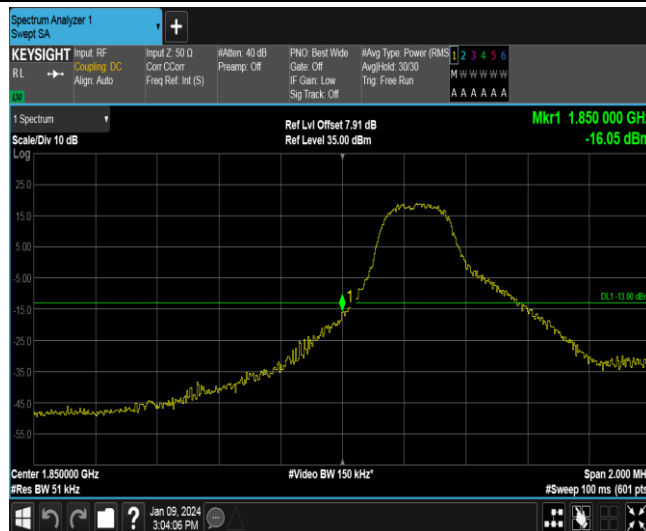 Spectrum Analyzer 1
Swept SA
KEYSIGHT
RL
Input: RF
Coupling: DC
Align: Auto
Input Z: 50 Ω
Corr CCorr
Freq Ref: Int (S)
#Atten: 40 dB
Preamp: Off
PNO: Best Wide
Gate: Off
IF Gain: Low
Sig Track: Off
#Avg Type: Power (RMS
Avg|Hold: 30/30
Trig: Free Run
1 2 3 4 5 6
M W W W W W
A A A A A A
1 Spectrum
Scale/Div 10 dB
Ref Lvl Offset 7.91 dB
Ref Level 35.00 dBm
Mkr1 1.850 000 GHz
-16.05 dBm
Log
25.0
15.0
5.00
-5.00
-15.0
-25.0
-35.0
-45.0
-55.0
1
DL1 -13.00 dBm
Center 1.850000 GHz
#Res BW 51 kHz
#Video BW 150 kHz*
Span 2.000 MH
#Sweep 100 ms (601 pts
Jan 09, 2024
3:04:06 PM